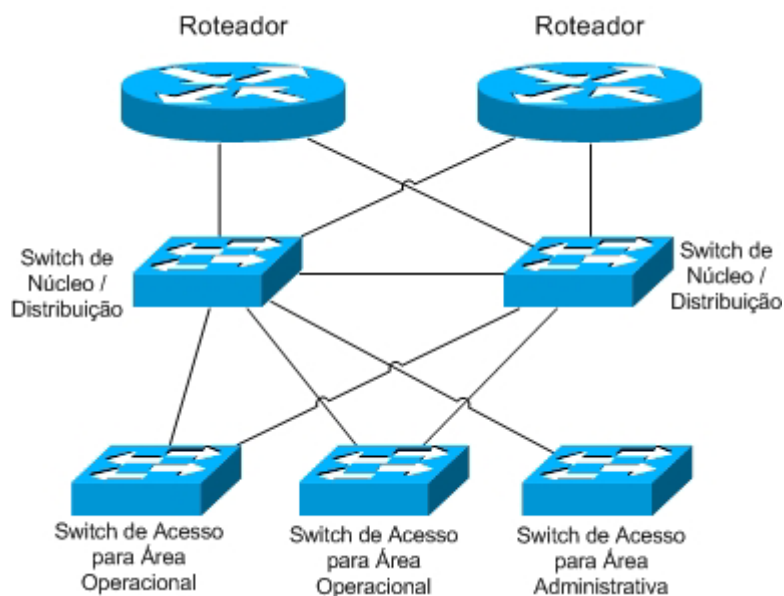 Roteador
Roteador
Switch de
Núcleo /
Distribuição
Switch de
Núcleo /
Distribuição
Switch de Acesso
para Área
Operacional
Switch de Acesso
para Área
Operacional
Switch de Acesso
para Área
Administrativa